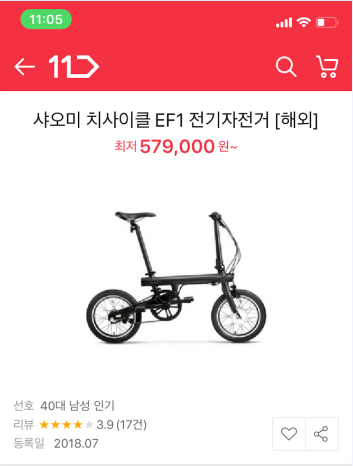 11:05
11
샤오미 치사이클 EF1 전기자전거 [해외]
최저 579,000 원~
선호 40대 남성 인기
리뷰 ★★★★★ 3.9 (17건)
등록일 2018.07